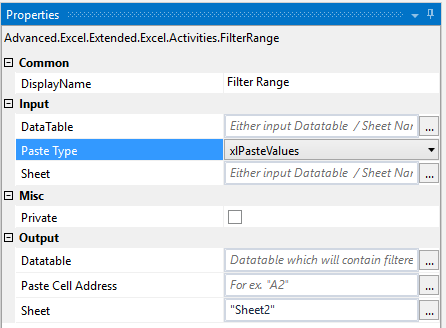 Properties
Advanced.Excel.Extended.Excel.Activities.FilterRange
Common
DisplayName Filter Range
Input
DataTable Either input Datatable / Sheet Nar ...
Paste Type xlPasteValues
Sheet Either input Datatable / Sheet Nar ...
Misc
Private
Output
Datatable Datatable which will contain filtere ...
Paste Cell Address For ex. "A2" ...
Sheet "Sheet2" ...